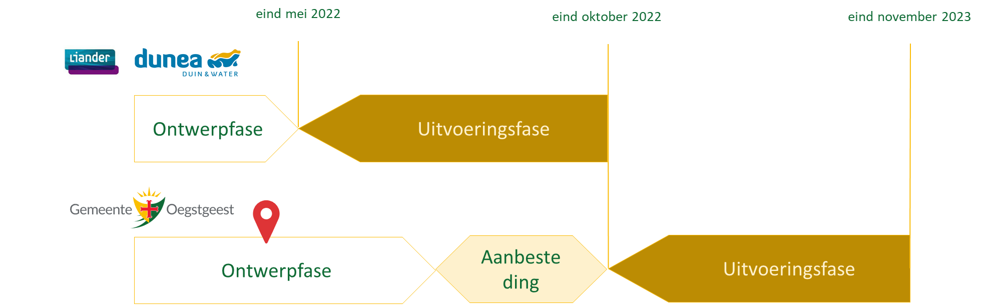 eind mei 2022
eind oktober 2022
eind november 2023
Liander
dunea
DUIN & WATER
Ontwerpfase
Uitvoeringsfase
Gemeente Oegstgeest
Ontwerpfase
Aanbeste
ding
Uitvoeringsfase